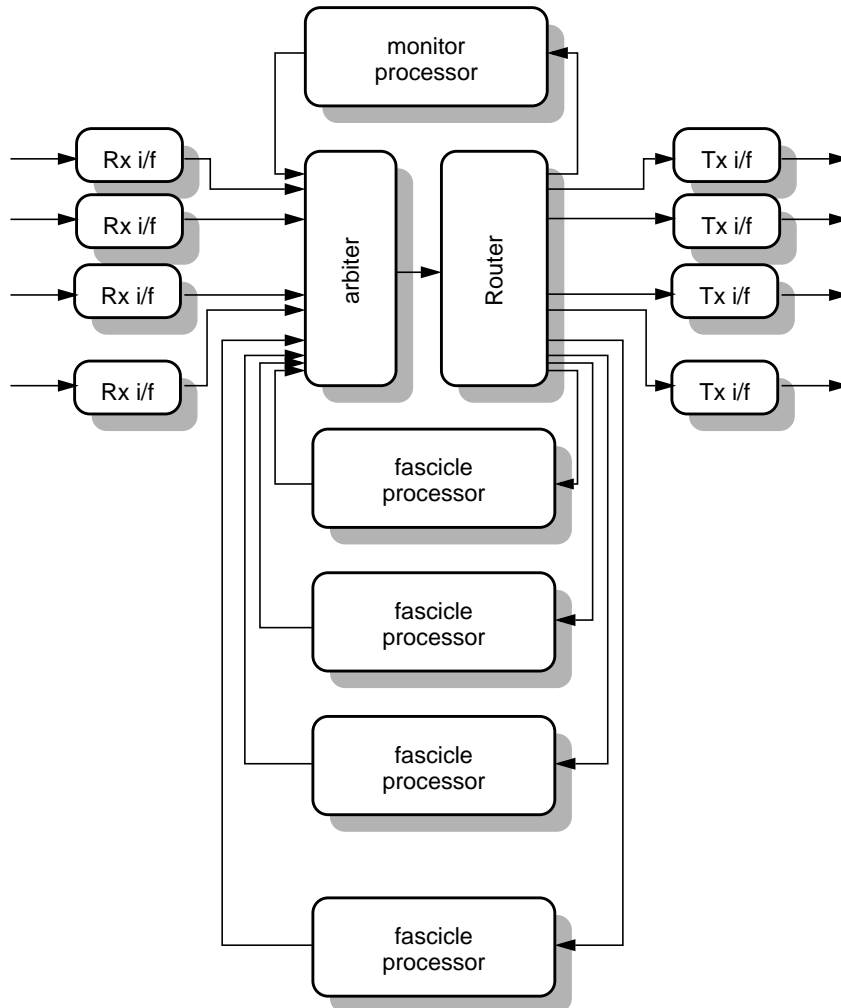 monitor
processor
Rx i/f
Tx i/f
Rx i/f
Tx i/f
arbiter
Router
Rx i/f
Tx i/f
Rx i/f
Tx i/f
fascicle
processor
fascicle
processor
fascicle
processor
fascicle
processor